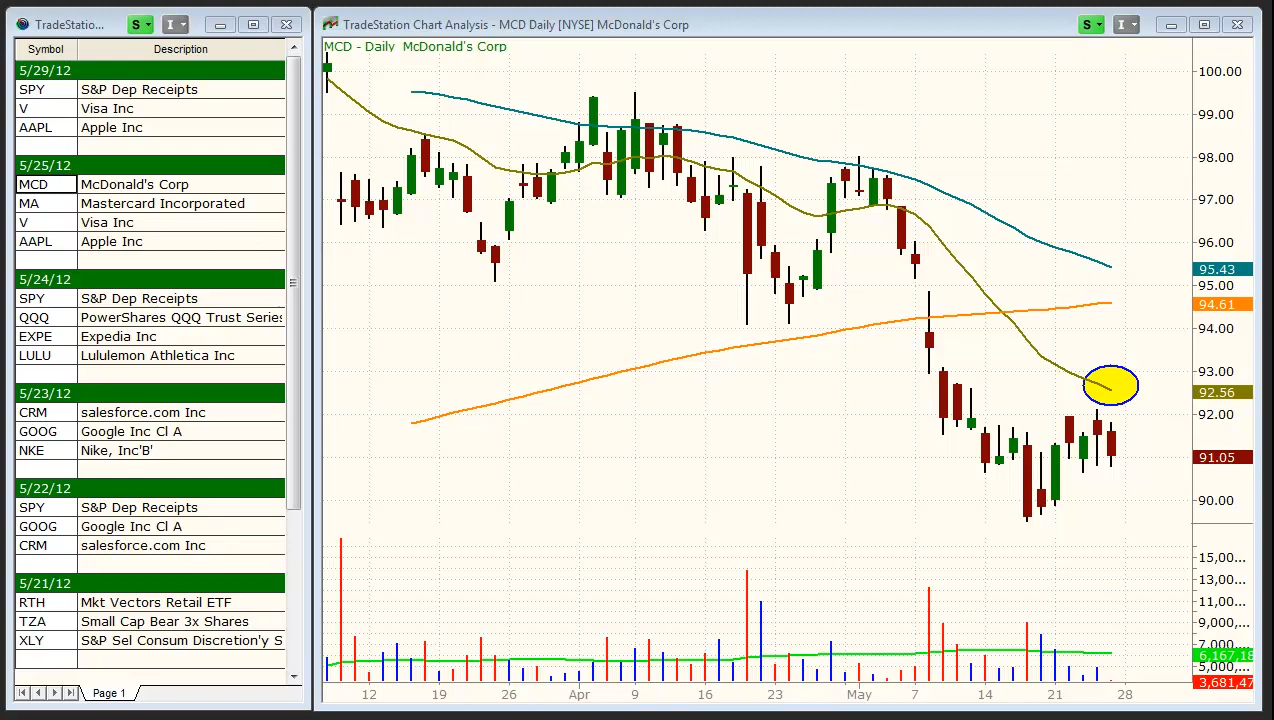 TradeStatio...
S
I
TradeStation Chart Analysis - MCD Daily [NYSE] McDonald's Corp
S
I
Symbol Description
5/29/12
SPY S&P Dep Receipts
V Visa Inc
AAPL Apple Inc
5/25/12
MCD McDonald's Corp
MA Mastercard Incorporated
V Visa Inc
AAPL Apple Inc
5/24/12
SPY S&P Dep Receipts
QQQ PowerShares QQQ Trust Series
EXPE Expedia Inc
LULU Lululemon Athletica Inc
5/23/12
CRM salesforce.com Inc
GOOG Google Inc Cl A
NKE Nike, Inc'B'
5/22/12
SPY S&P Dep Receipts
GOOG Google Inc Cl A
CRM salesforce.com Inc
5/21/12
RTH Mkt Vectors Retail ETF
TZA Small Cap Bear 3x Shares
XLY S&P Sel Consum Discretion'y S
Page 1
MCD - Daily McDonald's Corp
100.00
99.00
98.00
97.00
96.00
95.43
95.00
94.61
94.00
93.00
92.56
92.00
91.05
90.00
15,00...
13,00...
11,00...
9,000,...
7,000...
6,167,18
5,000...
3,681,47
12 19 26 Apr 9 16 23 May 7 14 21 28